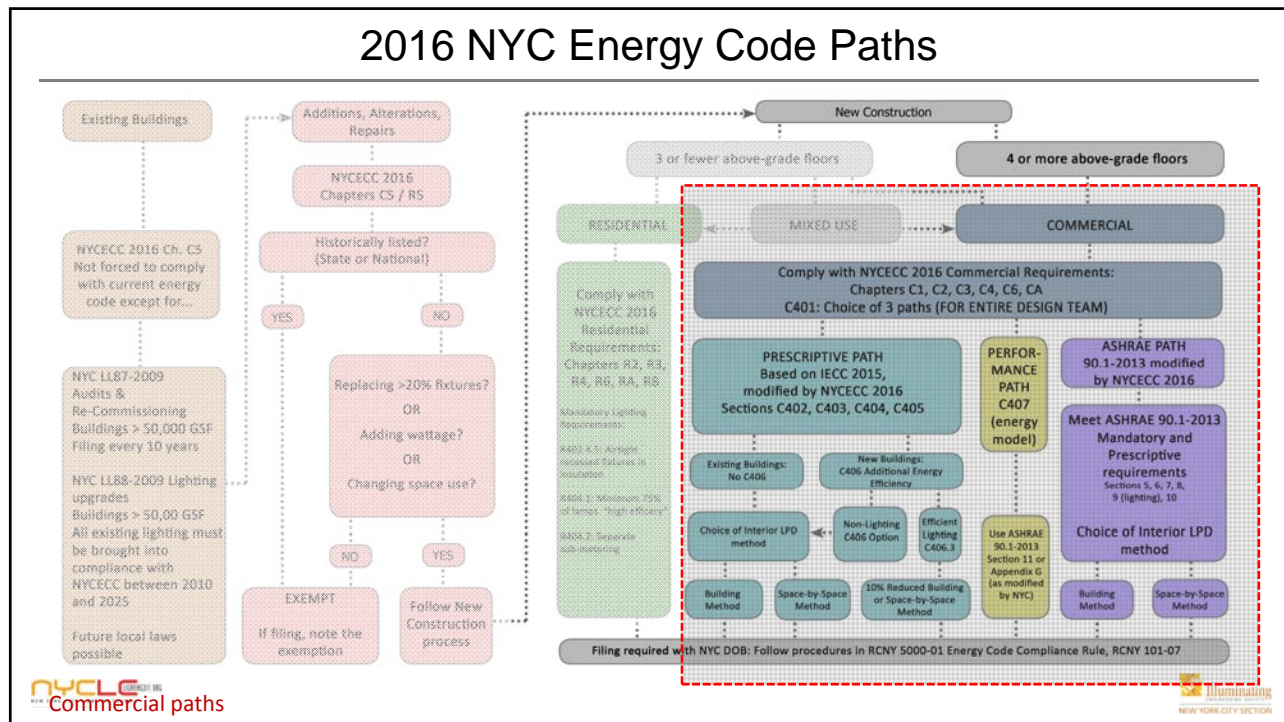 2016 NYC Energy Code Paths
Existing Buildings
NYCECC 2016 Ch. C5
Not forced to comply
with current energy
code except for...
NYC LL87-2009
Audits &
Re-Commissioning
Buildings > 50,000 GSF
Filing every 10 years
NYC LL88-2009 Lighting
upgrades
Buildings > 50,00 GSF
All existing lighting must
be brought into
compliance with
NYCECC between 2010
and 2025
Future local laws
possible
Additions, Alterations,
Repairs
NYCECC 2016
Chapters C5 / R5
Historically listed?
(State or National)
YES
NO
Replacing >20% fixtures?
OR
Adding wattage?
OR
Changing space use?
NO
YES
EXEMPT
If filing, note the
exemption
Follow New
Construction
process
New Construction
3 or fewer above-grade floors
4 or more above-grade floors
RESIDENTIAL
MIXED USE
COMMERCIAL
Comply with
NYCECC 2016
Residential
Requirements:
Chapters R2, R3,
R4, R6, RA, RB
Mandatory Lighting
Requirements:
R402.4.5: Airtight
recessed fixtures in
insulation
R404.1: Minimum 75%
of lamps "high efficacy"
R404.2: Separate
sub-metering
Comply with NYCECC 2016 Commercial Requirements:
Chapters C1, C2, C3, C4, C6, CA
C401: Choice of 3 paths (FOR ENTIRE DESIGN TEAM)
PRESCRIPTIVE PATH
Based on IECC 2015,
modified by NYCECC 2016
Sections C402, C403, C404, C405
Existing Buildings:
No C406
New Buildings:
C406 Additional Energy
Efficiency
Choice of Interior LPD
method
Non-Lighting
C406 Option
Efficient
Lighting
C406.3
Building
Method
Space-by-Space
Method
10% Reduced Building
or Space-by-Space
Method
PERFOR-
MANCE
PATH
C407
(energy
model)
Use ASHRAE
90.1-2013
Section 11 or
Appendix G
(as modified
by NYC)
ASHRAE PATH
90.1-2013 modified
by NYCECC 2016
Meet ASHRAE 90.1-2013
Mandatory and
Prescriptive
requirements
Sections 5, 6, 7, 8,
9 (lighting), 10
Choice of Interior LPD
method
Building
Method
Space-by-Space
Method
Filing required with NYC DOB: Follow procedures in RCNY 5000-01 Energy Code Compliance Rule, RCNY 101-07
NYCLC LIGHTING101.ORG
Commercial paths
Illuminating
ENGINEERING SOCIETY
NEW YORK CITY SECTION